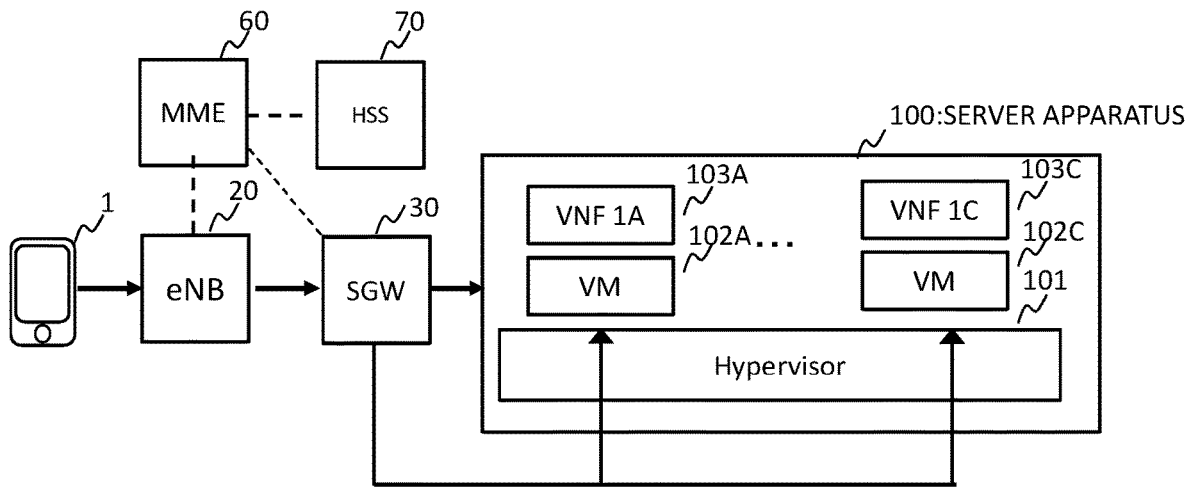 60
70
MME
HSS
100:SERVER APPARATUS
1
20
30
103A
103C
VNF 1A
VNF 1C
102A...
102C
eNB
SGW
VM
VM
101
Hypervisor